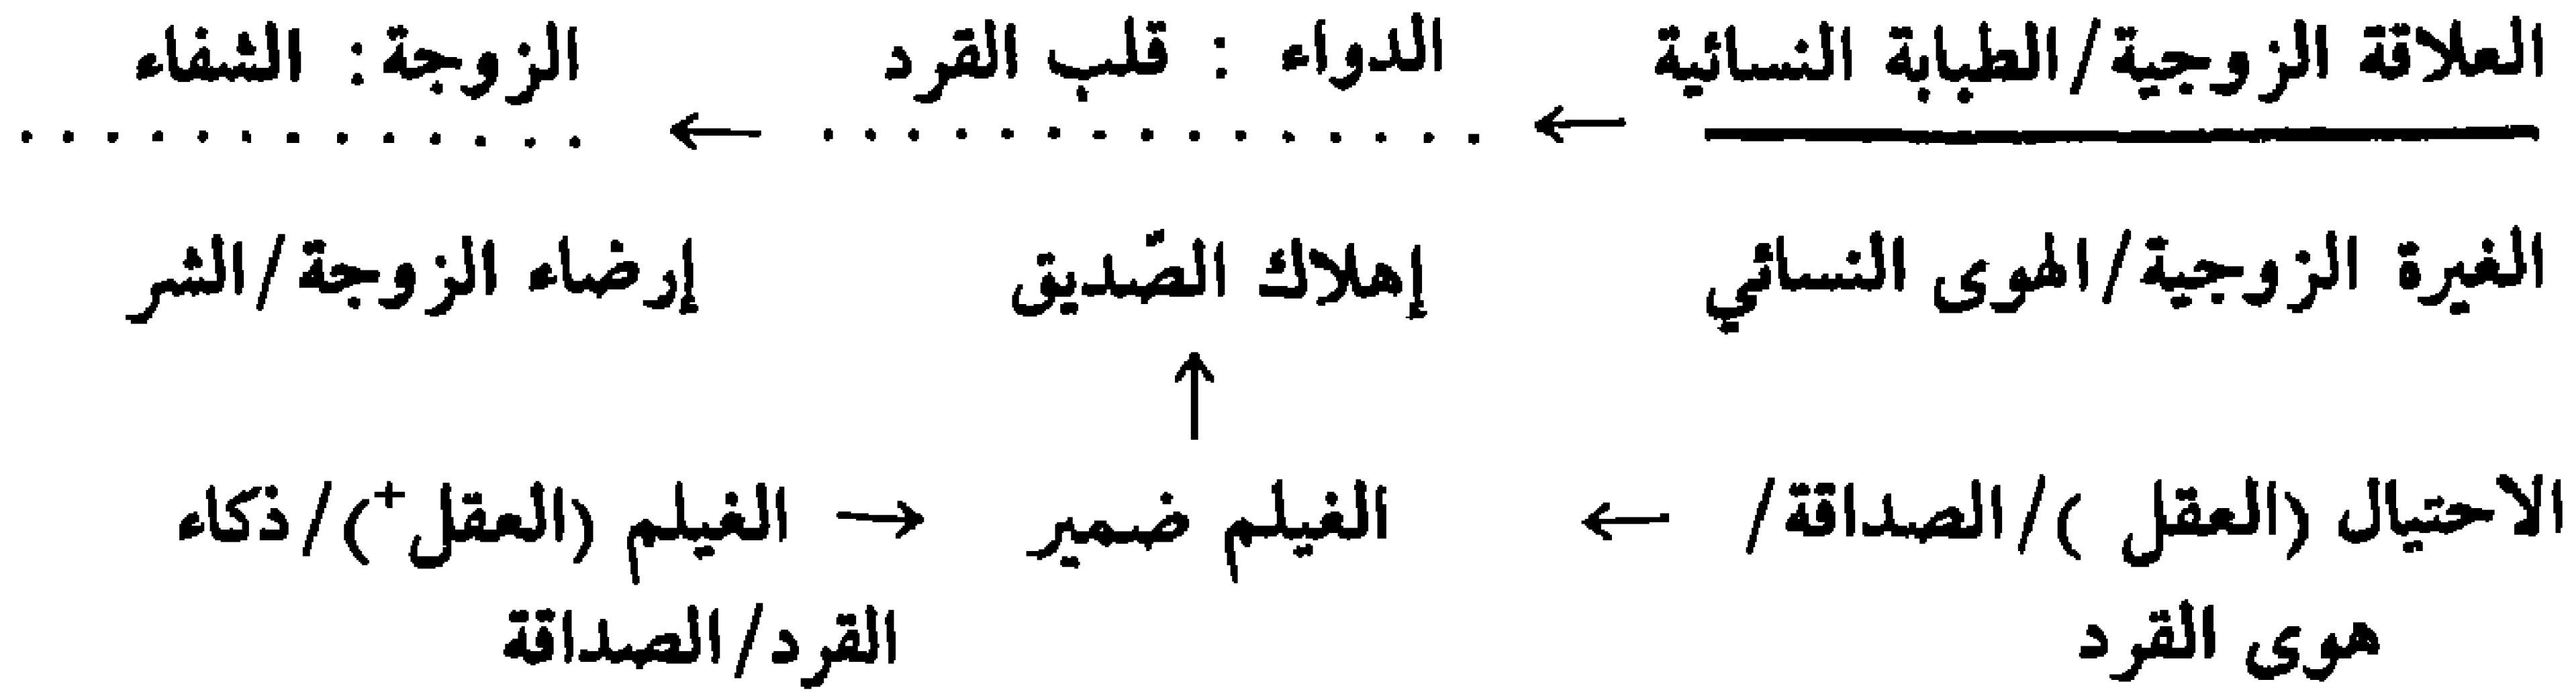 العلاقة الزوجية/الطبابة النسائية ← الدواء : قلب القرد ← الزوجة: الشفاء
الغيرة الزوجية/الهوى النسائي إهلاك الصّديق إرضاء الزوجة/الشر
↑
الاحتيال (العقل )/الصداقة/ ← الغيلم ضمير → الغيلم (العقل+)/ذكاء
هوى القرد القرد/الصداقة